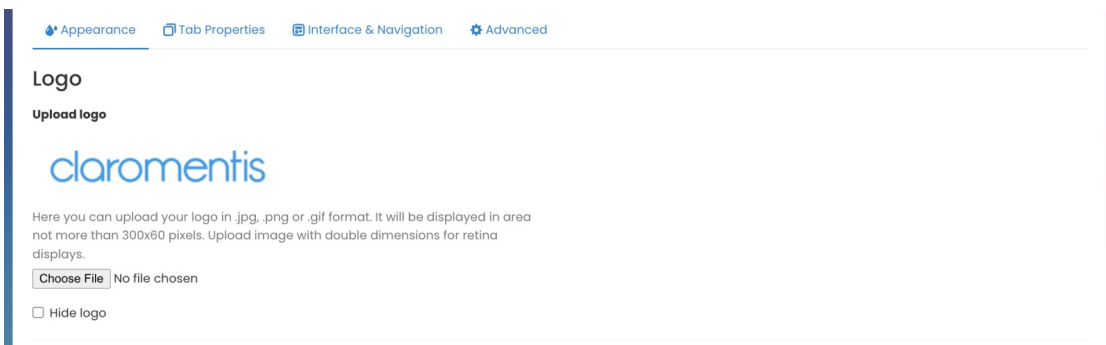 Appearance
Tab Properties
Interface & Navigation
Advanced
Logo
Upload logo
claromentis
Here you can upload your logo in .jpg, .png or .gif format. It will be displayed in area
not more than 300x60 pixels. Upload image with double dimensions for retina
displays.
Choose File No file chosen
Hide logo